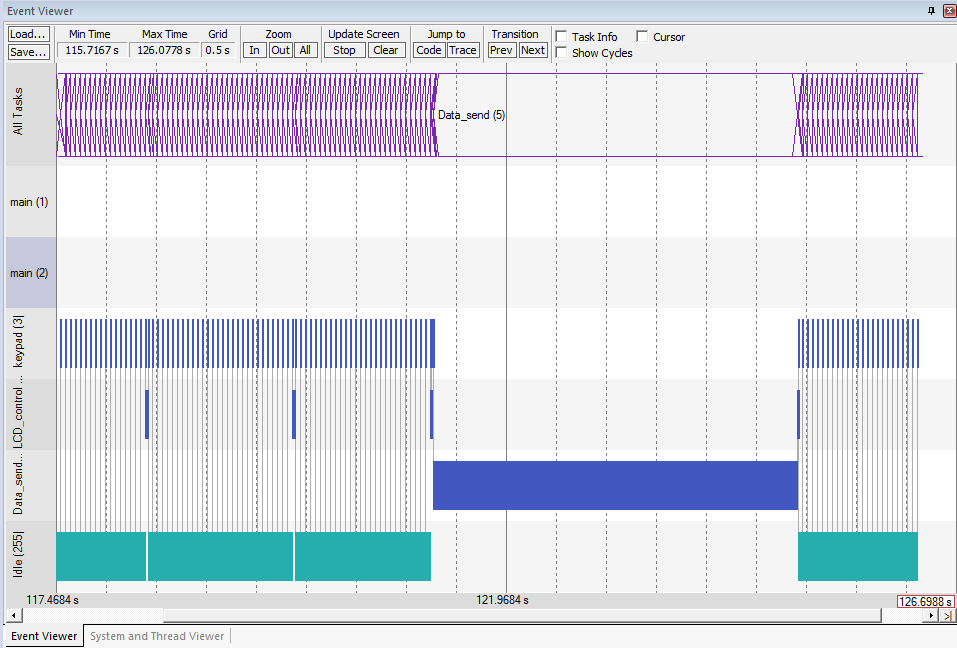 Event Viewer
Load... Min Time Max Time Grid Zoom Update Screen Jump to Transition Task Info Cursor
Save... 115.7167 s 126.0778 s 0.5 s In Out All Stop Clear Code Trace Prev Next Show Cycles
All Tasks
Data_send (5)
main (1)
main (2)
keypad (3)
LCD_control ...
Data_send...
Idle (255)
117.4684 s 121.9684 s 126.6988 s
Event Viewer System and Thread Viewer